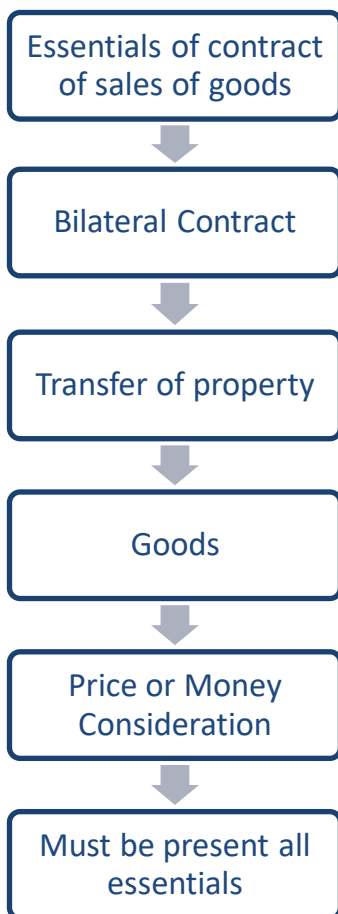 Essentials of contract
of sales of goods
Bilateral Contract
Transfer of property
Goods
Price or Money
Consideration
Must be present all
essentials